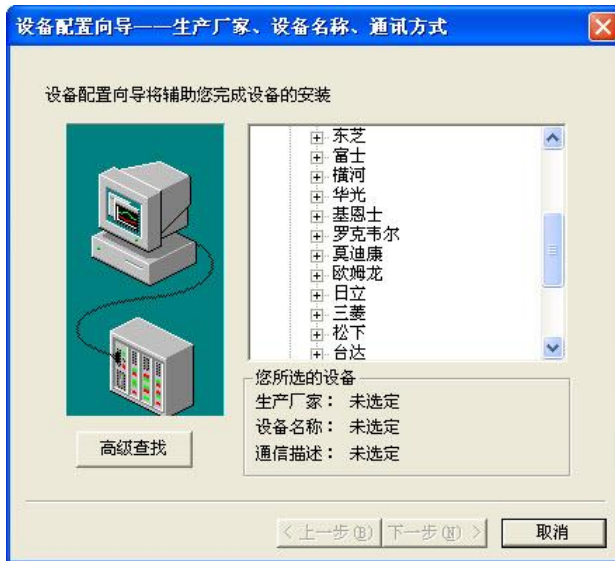 设备配置向导——生产厂家、设备名称、通讯方式
设备配置向导将辅助您完成设备的安装
东芝
富士
横河
华光
基恩士
罗克韦尔
莫迪康
欧姆龙
日立
三菱
松下
台达
您所选的设备
生产厂家： 未选定
设备名称： 未选定
通信描述： 未选定
高级查找
< 上一步(B)
下一步(N) >
取消